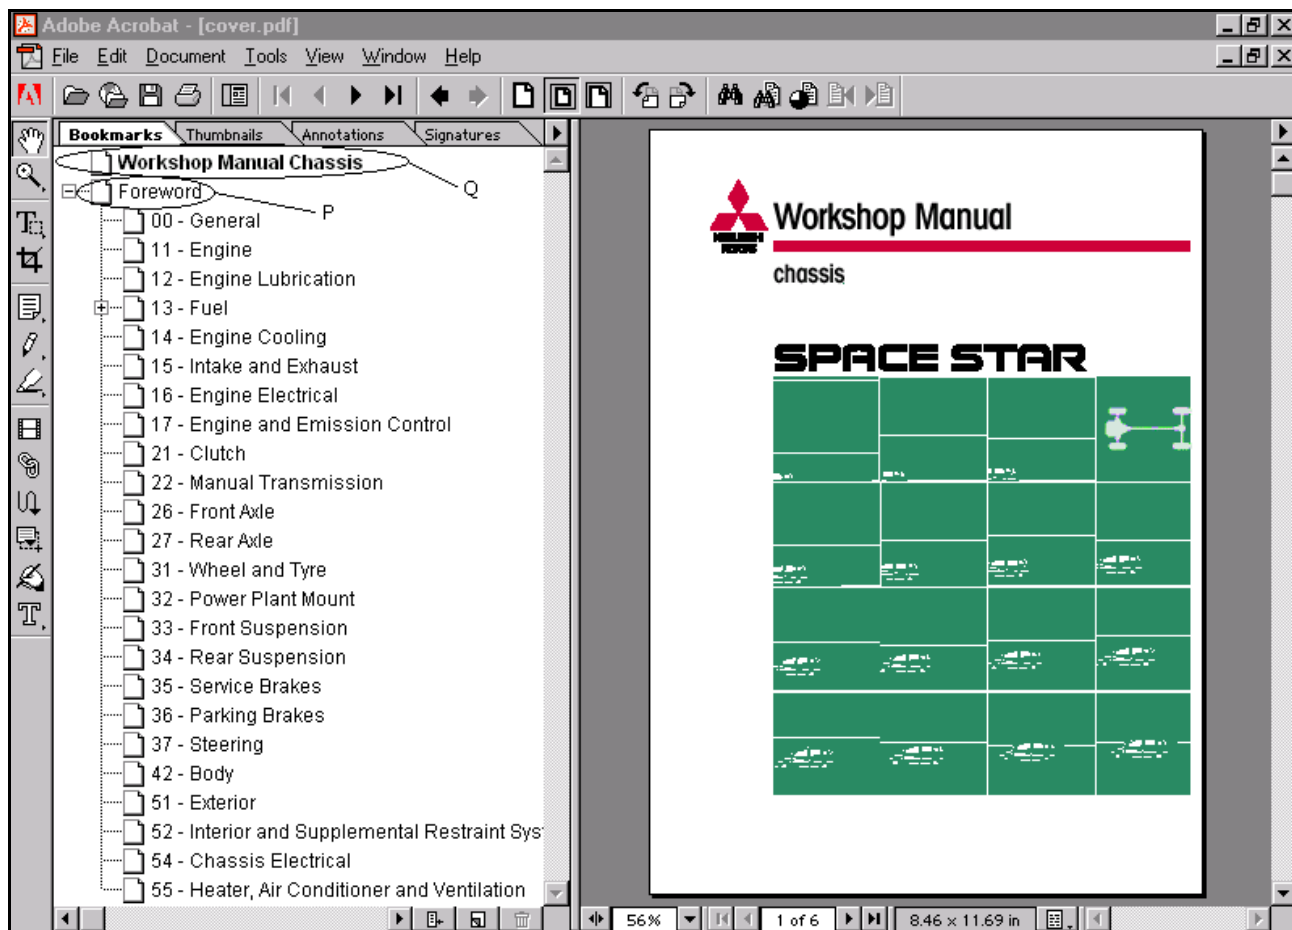 Adobe Acrobat - [cover.pdf]
File Edit Document Tools View Window Help
Bookmarks Thumbnails Annotations Signatures
Workshop Manual Chassis
Q
Foreword
P
00 - General
11 - Engine
12 - Engine Lubrication
13 - Fuel
14 - Engine Cooling
15 - Intake and Exhaust
16 - Engine Electrical
17 - Engine and Emission Control
21 - Clutch
22 - Manual Transmission
26 - Front Axle
27 - Rear Axle
31 - Wheel and Tyre
32 - Power Plant Mount
33 - Front Suspension
34 - Rear Suspension
35 - Service Brakes
36 - Parking Brakes
37 - Steering
42 - Body
51 - Exterior
52 - Interior and Supplemental Restraint Sys
54 - Chassis Electrical
55 - Heater, Air Conditioner and Ventilation
Workshop Manual
chassis
SPACE STAR
56% 1 of 6 8.46 x 11.69 in